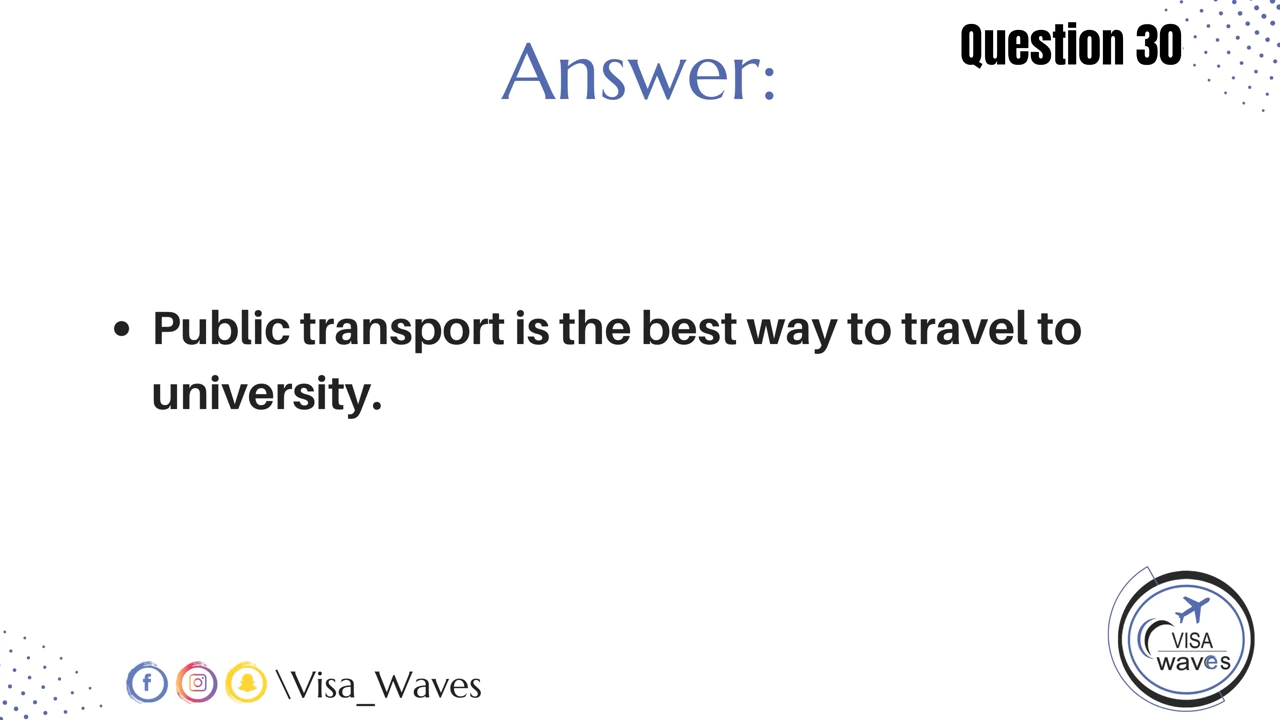 Question 30
Answer:
• Public transport is the best way to travel to
university.
\Visa_Waves
VISA
waves